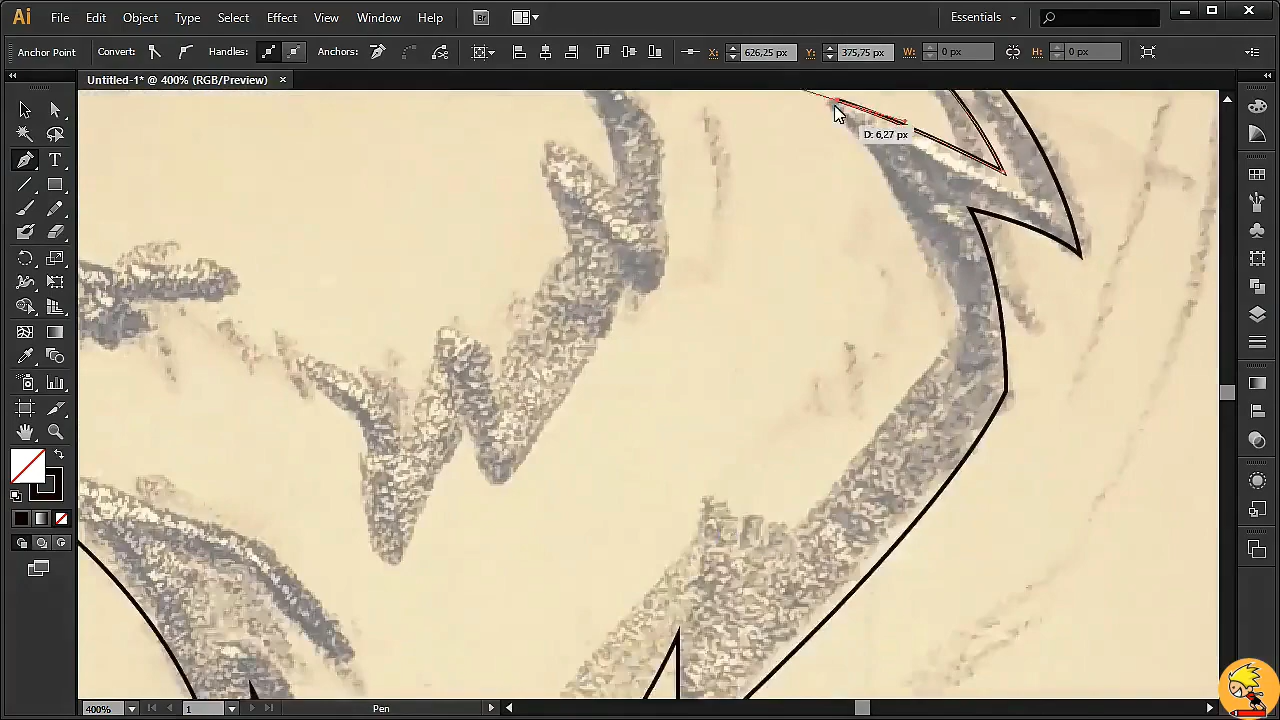 Ai File Edit Object Type Select Effect View Window Help Br Essentials
Anchor Point Convert: Handles: Anchors: X: 626,25 px Y: 375,75 px W: 0 px H: 0 px
Untitled-1* @ 400% (RGB/Preview) ×
D: 6,27 px
T
400% 1 Pen